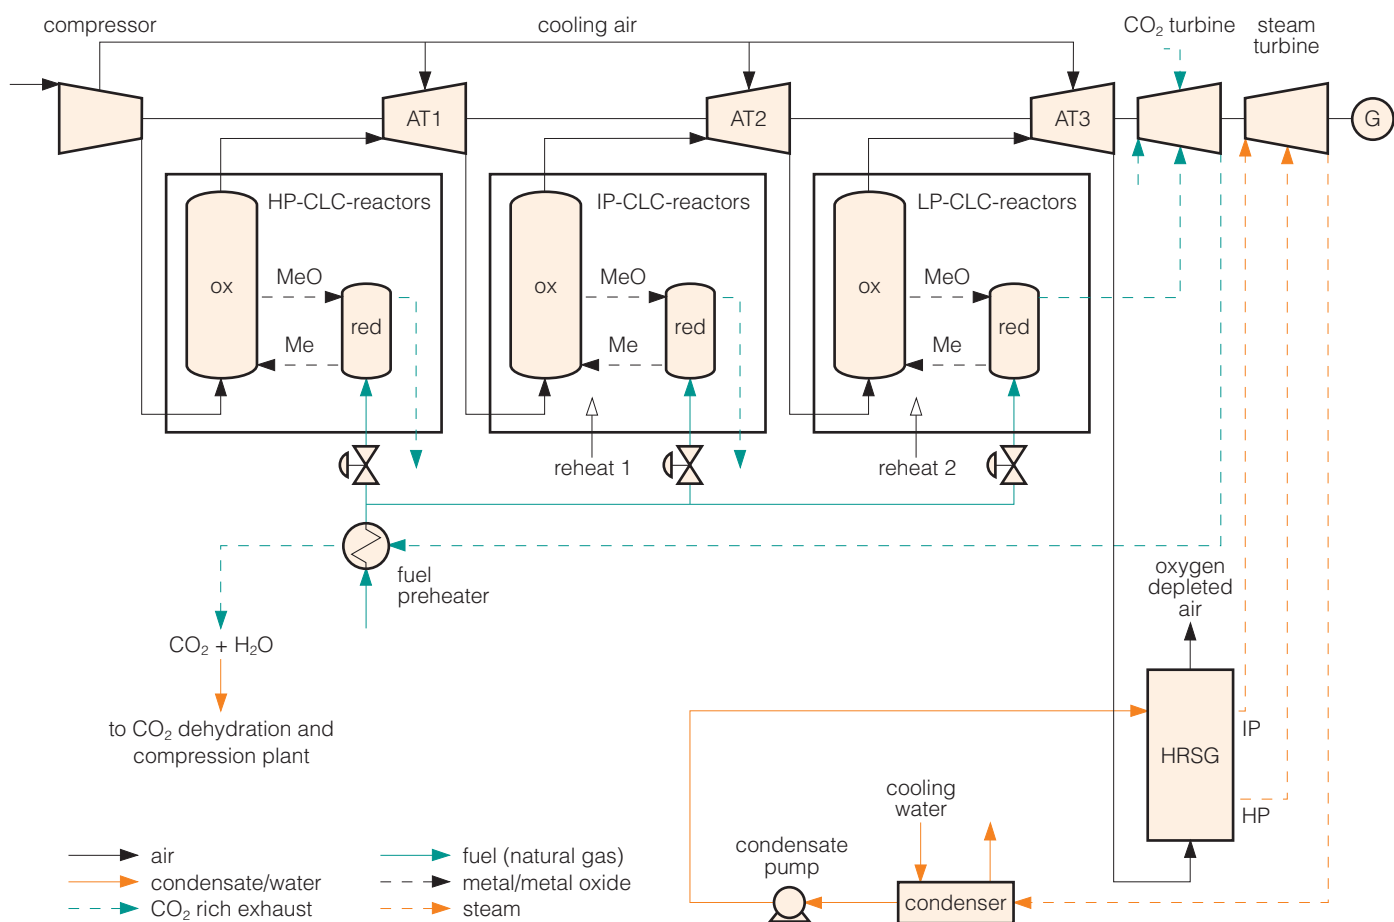 compressor
cooling air
CO₂ turbine
steam
turbine
AT1
AT2
AT3
G
HP-CLC-reactors
IP-CLC-reactors
LP-CLC-reactors
ox
MeO
red
Me
ox
MeO
red
Me
ox
MeO
red
Me
reheat 1
reheat 2
fuel
preheater
oxygen
depleted
air
CO₂ + H₂O
to CO₂ dehydration and
compression plant
IP
HRSG
HP
cooling
water
condensate
pump
condenser
air
condensate/water
CO₂ rich exhaust
fuel (natural gas)
metal/metal oxide
steam